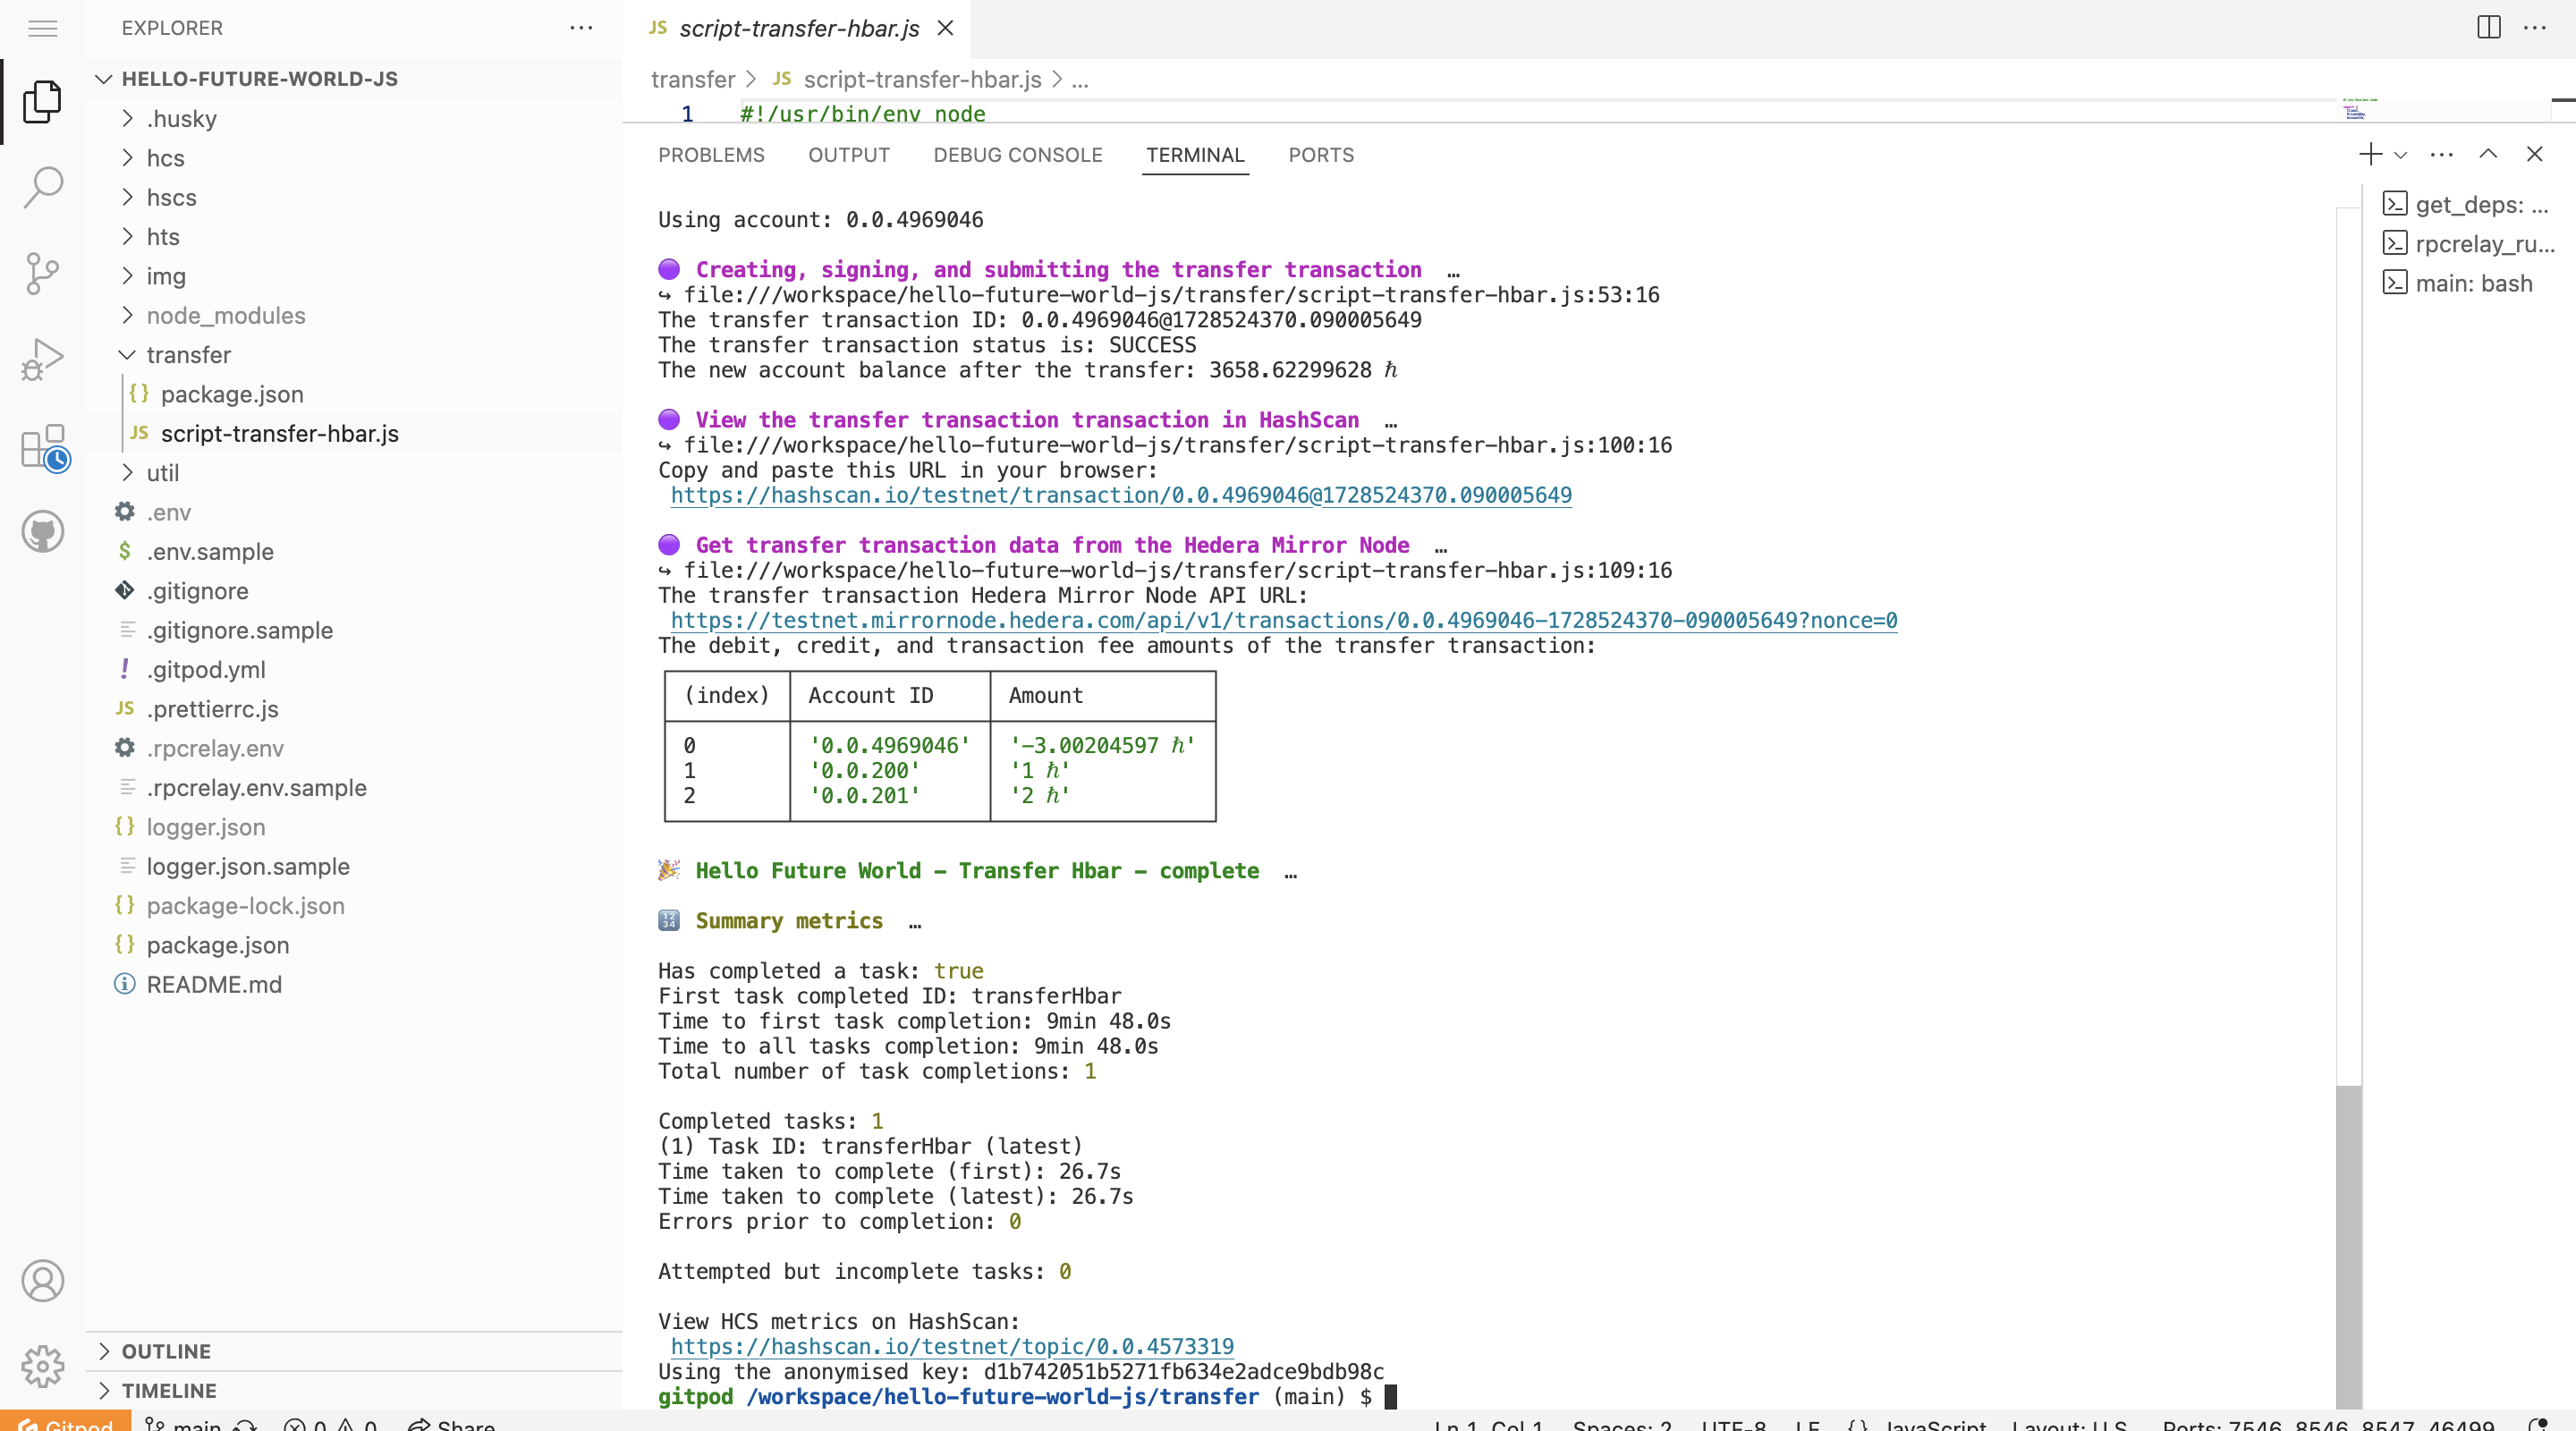 EXPLORER
HELLO-FUTURE-WORLD-JS
.husky
hcs
hscs
hts
img
node_modules
transfer
{} package.json
JS script-transfer-hbar.js
util
.env
$ .env.sample
.gitignore
.gitignore.sample
! .gitpod.yml
JS .prettierrc.js
.rpcrelay.env
.rpcrelay.env.sample
{} logger.json
logger.json.sample
{} package-lock.json
{} package.json
README.md
OUTLINE
TIMELINE
JS script-transfer-hbar.js
transfer > JS script-transfer-hbar.js > ...
1 #!/usr/bin/env node
PROBLEMS OUTPUT DEBUG CONSOLE TERMINAL PORTS
Using account: 0.0.4969046
🟣 Creating, signing, and submitting the transfer transaction …
↪ file:///workspace/hello-future-world-js/transfer/script-transfer-hbar.js:53:16
The transfer transaction ID: 0.0.4969046@1728524370.090005649
The transfer transaction status is: SUCCESS
The new account balance after the transfer: 3658.62299628 ℏ
🟣 View the transfer transaction transaction in HashScan …
↪ file:///workspace/hello-future-world-js/transfer/script-transfer-hbar.js:100:16
Copy and paste this URL in your browser:
https://hashscan.io/testnet/transaction/0.0.4969046@1728524370.090005649
🟣 Get transfer transaction data from the Hedera Mirror Node …
↪ file:///workspace/hello-future-world-js/transfer/script-transfer-hbar.js:109:16
The transfer transaction Hedera Mirror Node API URL:
https://testnet.mirrornode.hedera.com/api/v1/transactions/0.0.4969046-1728524370-090005649?nonce=0
The debit, credit, and transaction fee amounts of the transfer transaction:
(index) Account ID Amount
0 '0.0.4969046' '-3.00204597 ℏ'
1 '0.0.200' '1 ℏ'
2 '0.0.201' '2 ℏ'
🎉 Hello Future World - Transfer Hbar - complete …
🔢 Summary metrics …
Has completed a task: true
First task completed ID: transferHbar
Time to first task completion: 9min 48.0s
Time to all tasks completion: 9min 48.0s
Total number of task completions: 1
Completed tasks: 1
(1) Task ID: transferHbar (latest)
Time taken to complete (first): 26.7s
Time taken to complete (latest): 26.7s
Errors prior to completion: 0
Attempted but incomplete tasks: 0
View HCS metrics on HashScan:
https://hashscan.io/testnet/topic/0.0.4573319
Using the anonymised key: d1b742051b5271fb634e2adce9bdb98c
gitpod /workspace/hello-future-world-js/transfer (main) $
get_deps: ...
rpcrelay_ru...
main: bash
Gitpod main 0 0 Share
Ln 1, Col 1 Spaces: 2 UTF-8 LF {} JavaScript Layout: U.S. Ports: 7546, 8546, 8547, 46499